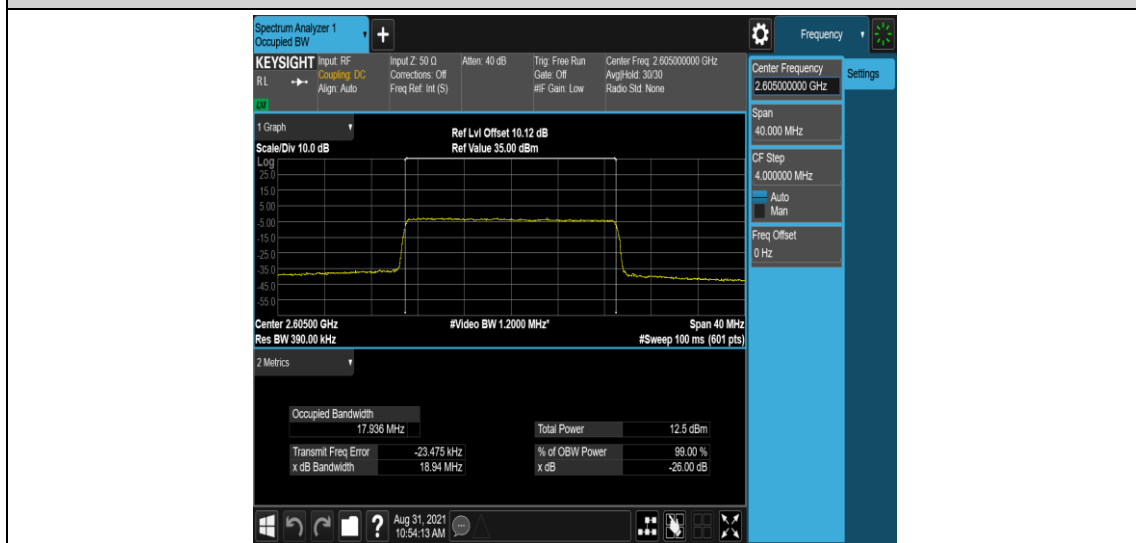 Spectrum Analyzer 1
Occupied BW
+
Frequency
KEYSIGHT
RL
LXI
Input: RF
Coupling: DC
Align: Auto
Input Z: 50 Ω
Corrections: Off
Freq Ref: Int (S)
Atten: 40 dB
Trig: Free Run
Gate: Off
#IF Gain: Low
Center Freq: 2.605000000 GHz
Avg|Hold: 30/30
Radio Std: None
Center Frequency
2.605000000 GHz
Settings
Span
40.000 MHz
CF Step
4.000000 MHz
Auto
Man
Freq Offset
0 Hz
1 Graph
Scale/Div 10.0 dB
Ref Lvl Offset 10.12 dB
Ref Value 35.00 dBm
Log
25.0
15.0
5.00
-5.00
-15.0
-25.0
-35.0
-45.0
-55.0
Center 2.60500 GHz
#Video BW 1.2000 MHz*
Span 40 MHz
Res BW 390.00 kHz
#Sweep 100 ms (601 pts)
2 Metrics
Occupied Bandwidth
17.936 MHz
Total Power 12.5 dBm
Transmit Freq Error -23.475 kHz
% of OBW Power 99.00 %
x dB Bandwidth 18.94 MHz
x dB -26.00 dB
?
Aug 31, 2021
10:54:13 AM